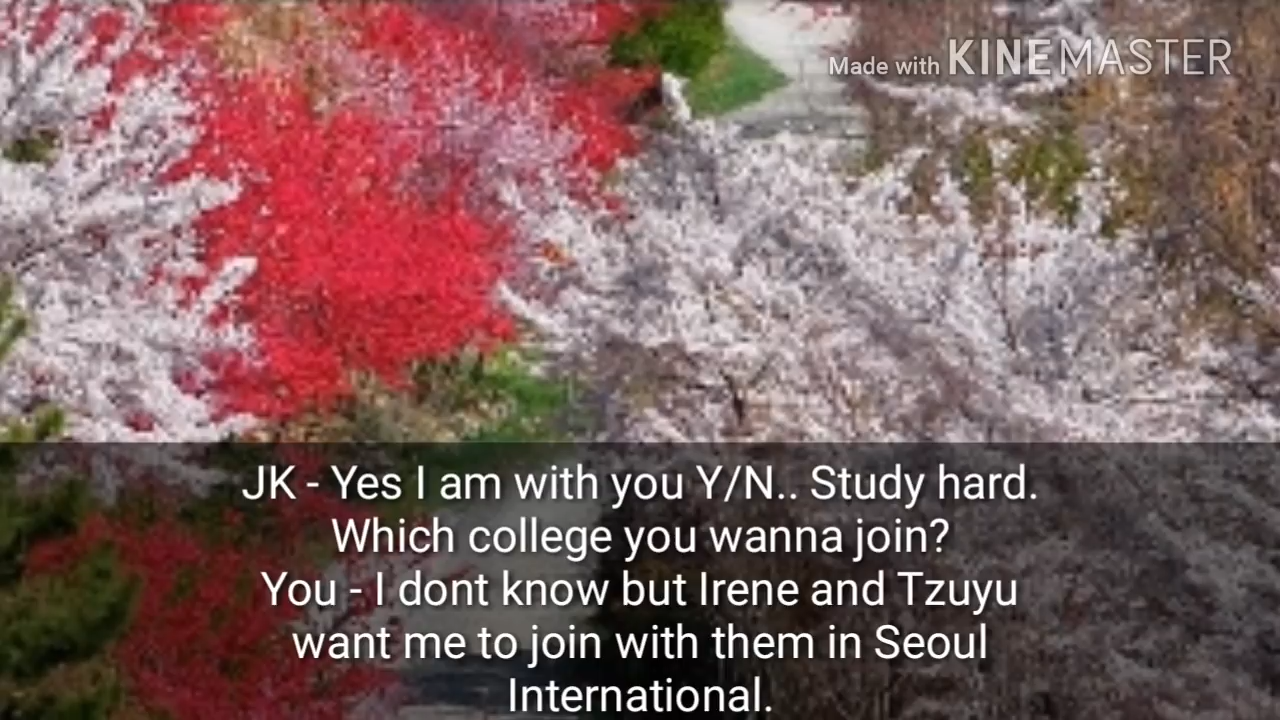 Made with KINEMASTER
JK - Yes I am with you Y/N.. Study hard.
Which college you wanna join?
You - I dont know but Irene and Tzuyu
want me to join with them in Seoul
International.